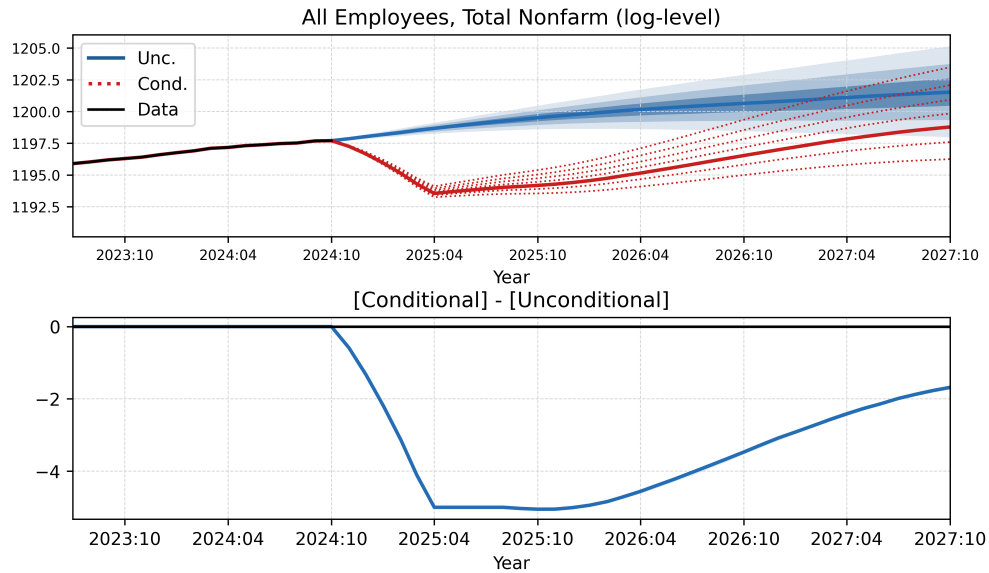 All Employees, Total Nonfarm (log-level)
1205.0
1202.5
1200.0
1197.5
1195.0
1192.5
Unc.
Cond.
Data
2023:10 2024:04 2024:10 2025:04 2025:10 2026:04 2026:10 2027:04 2027:10
Year
[Conditional] - [Unconditional]
0
−2
−4
2023:10 2024:04 2024:10 2025:04 2025:10 2026:04 2026:10 2027:04 2027:10
Year